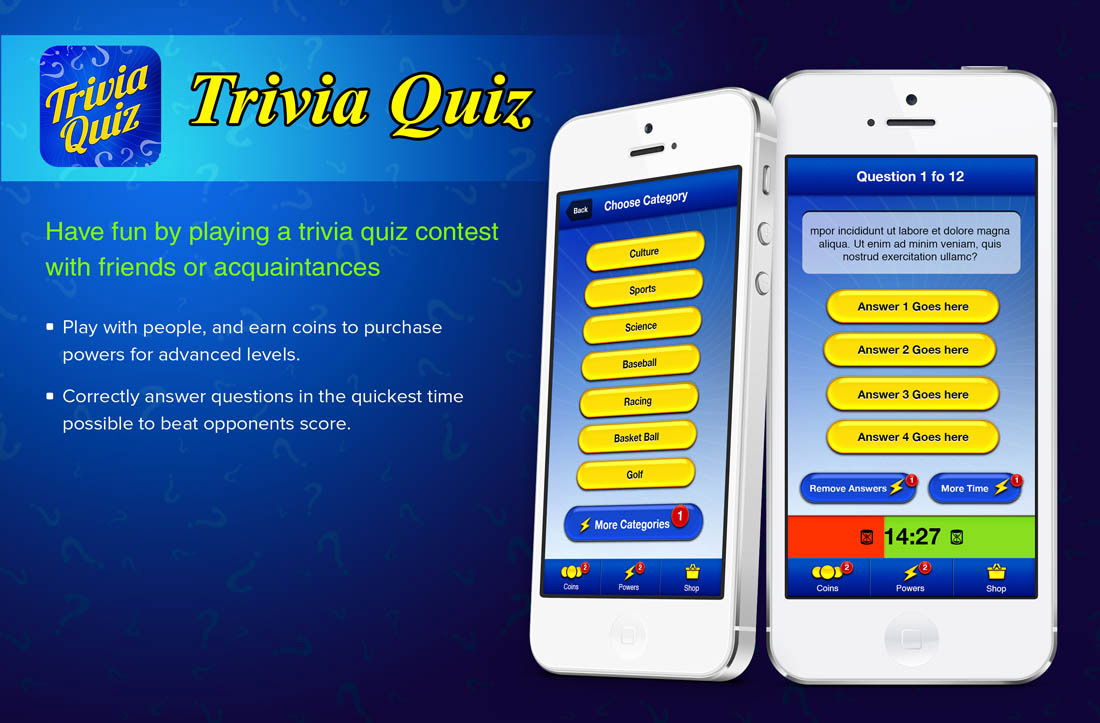 Trivia
Quiz
Trivia Quiz
Have fun by playing a trivia quiz contest
with friends or acquaintances
Play with people, and earn coins to purchase
powers for advanced levels.
Correctly answer questions in the quickest time
possible to beat opponents score.
Back
Choose Category
Culture
Sports
Science
Baseball
Racing
Basket Ball
Golf
More Categories 1
2 2
Coins Powers Shop
Question 1 fo 12
mpor incididunt ut labore et dolore magna
aliqua. Ut enim ad minim veniam, quis
nostrud exercitation ullamc?
Answer 1 Goes here
Answer 2 Goes here
Answer 3 Goes here
Answer 4 Goes here
Remove Answers 1 More Time 1
14:27
2 2
Coins Powers Shop